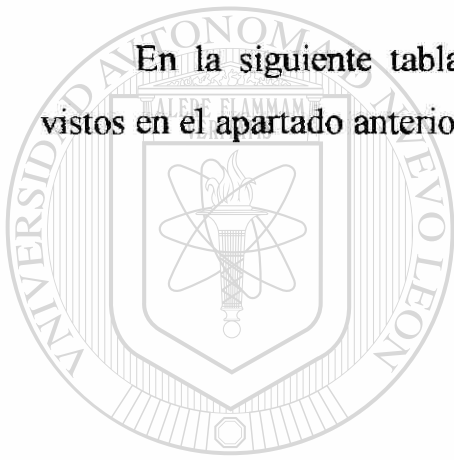 En la siguiente tabla
vistos en el apartado anterio
UNIVERSIDAD AUTONOMA DE NUEVO LEON
ALERE FLAMMAM
VERITATIS